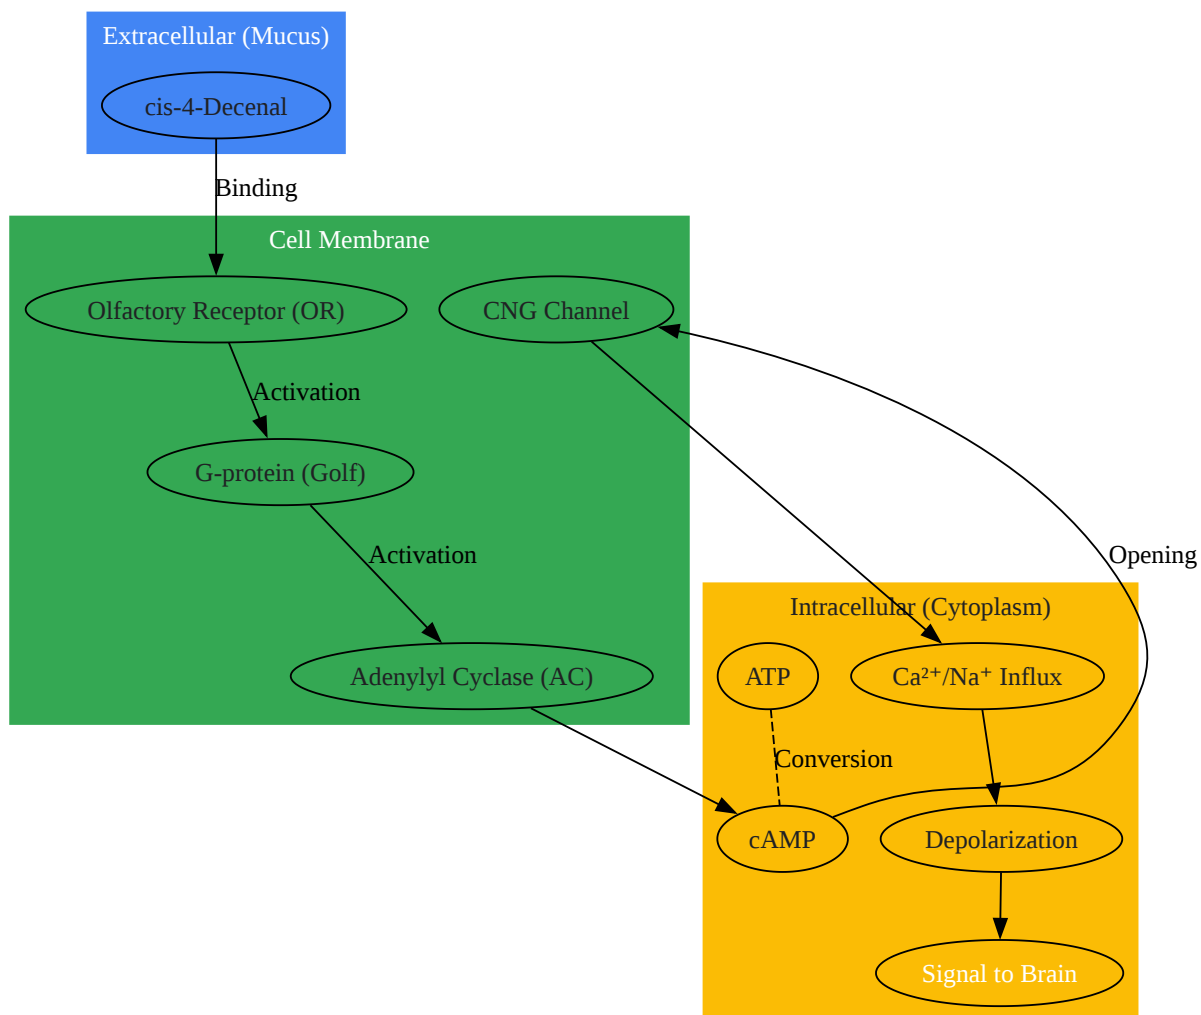 Extracellular (Mucus)
cis-4-Decenal
Binding
Cell Membrane
Olfactory Receptor (OR)
CNG Channel
Activation
G-protein (Golf)
Activation
Opening
Intracellular (Cytoplasm)
Adenylyl Cyclase (AC)
ATP
Ca²⁺/Na⁺ Influx
Conversion
cAMP
Depolarization
Signal to Brain